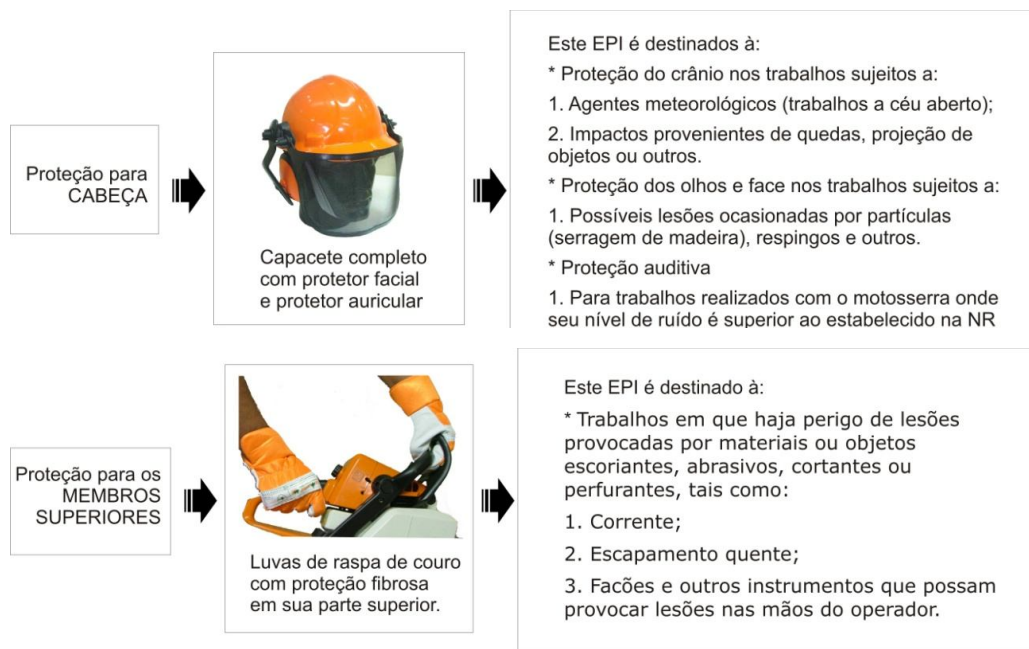 Proteção para
CABEÇA
Capacete completo
com protetor facial
e protetor auricular
Este EPI é destinados à:
* Proteção do crânio nos trabalhos sujeitos a:
1. Agentes meteorológicos (trabalhos a céu aberto);
2. Impactos provenientes de quedas, projeção de
objetos ou outros.
* Proteção dos olhos e face nos trabalhos sujeitos a:
1. Possíveis lesões ocasionadas por partículas
(serragem de madeira), respingos e outros.
* Proteção auditiva
1. Para trabalhos realizados com o motosserra onde
seu nível de ruído é superior ao estabelecido na NR
Proteção para os
MEMBROS
SUPERIORES
Luvas de raspa de couro
com proteção fibrosa
em sua parte superior.
Este EPI é destinado à:
* Trabalhos em que haja perigo de lesões
provocadas por materiais ou objetos
escoriantes, abrasivos, cortantes ou
perfurantes, tais como:
1. Corrente;
2. Escapamento quente;
3. Facões e outros instrumentos que possam
provocar lesões nas mãos do operador.